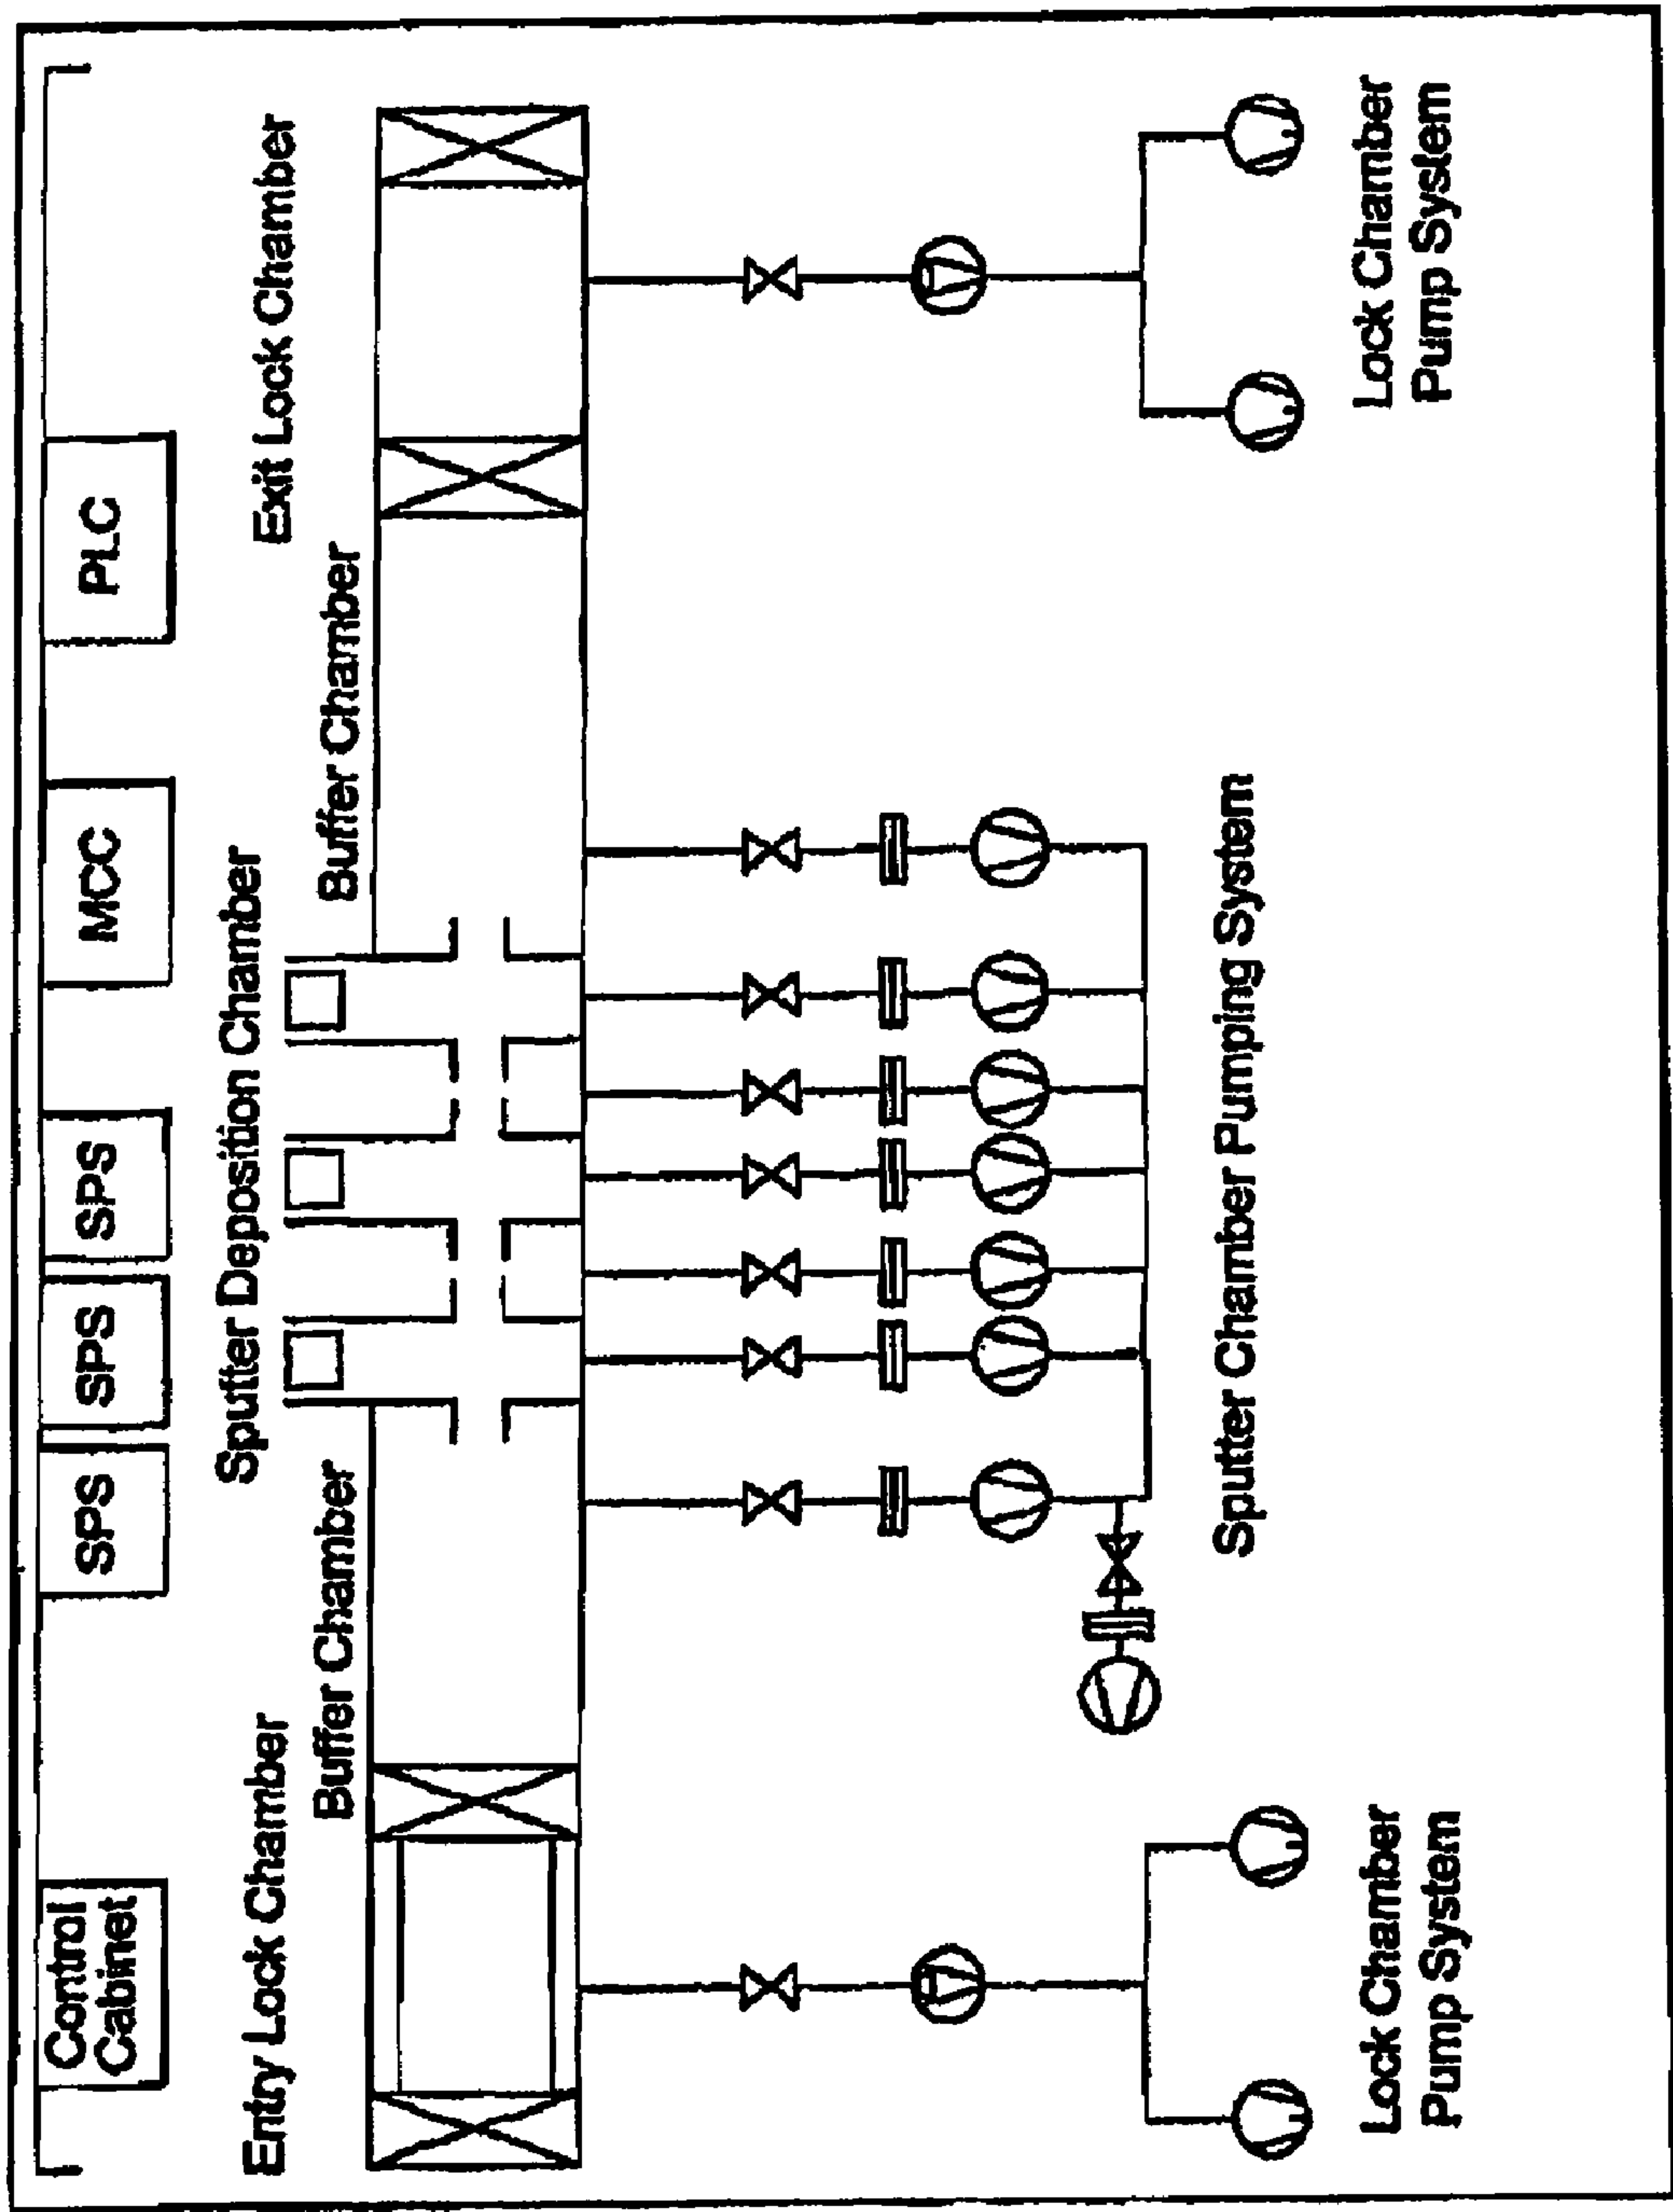 Control
Cabinet
SPS
SPS
SPS
MCC
PLC
Sputter Deposition Chamber
Entry Lock Chamber
Exit Lock Chamber
Buffer Chamber
Buffer Chamber
Sputter Chamber Pumping System
Lock Chamber
Pump System
Lock Chamber
Pump System